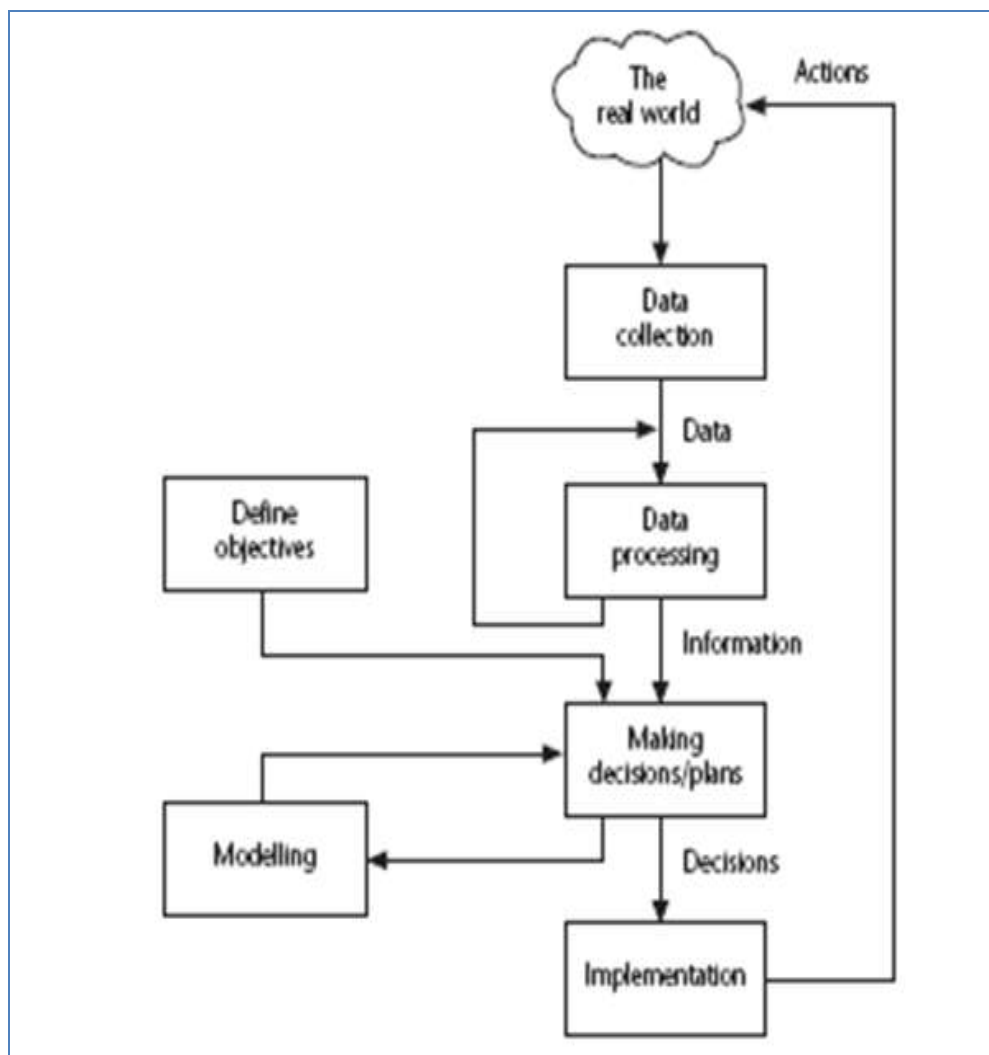 The
real world
Actions
Data
collection
Data
Define
objectives
Data
processing
Information
Making
decisions/plans
Modelling
Decisions
Implementation